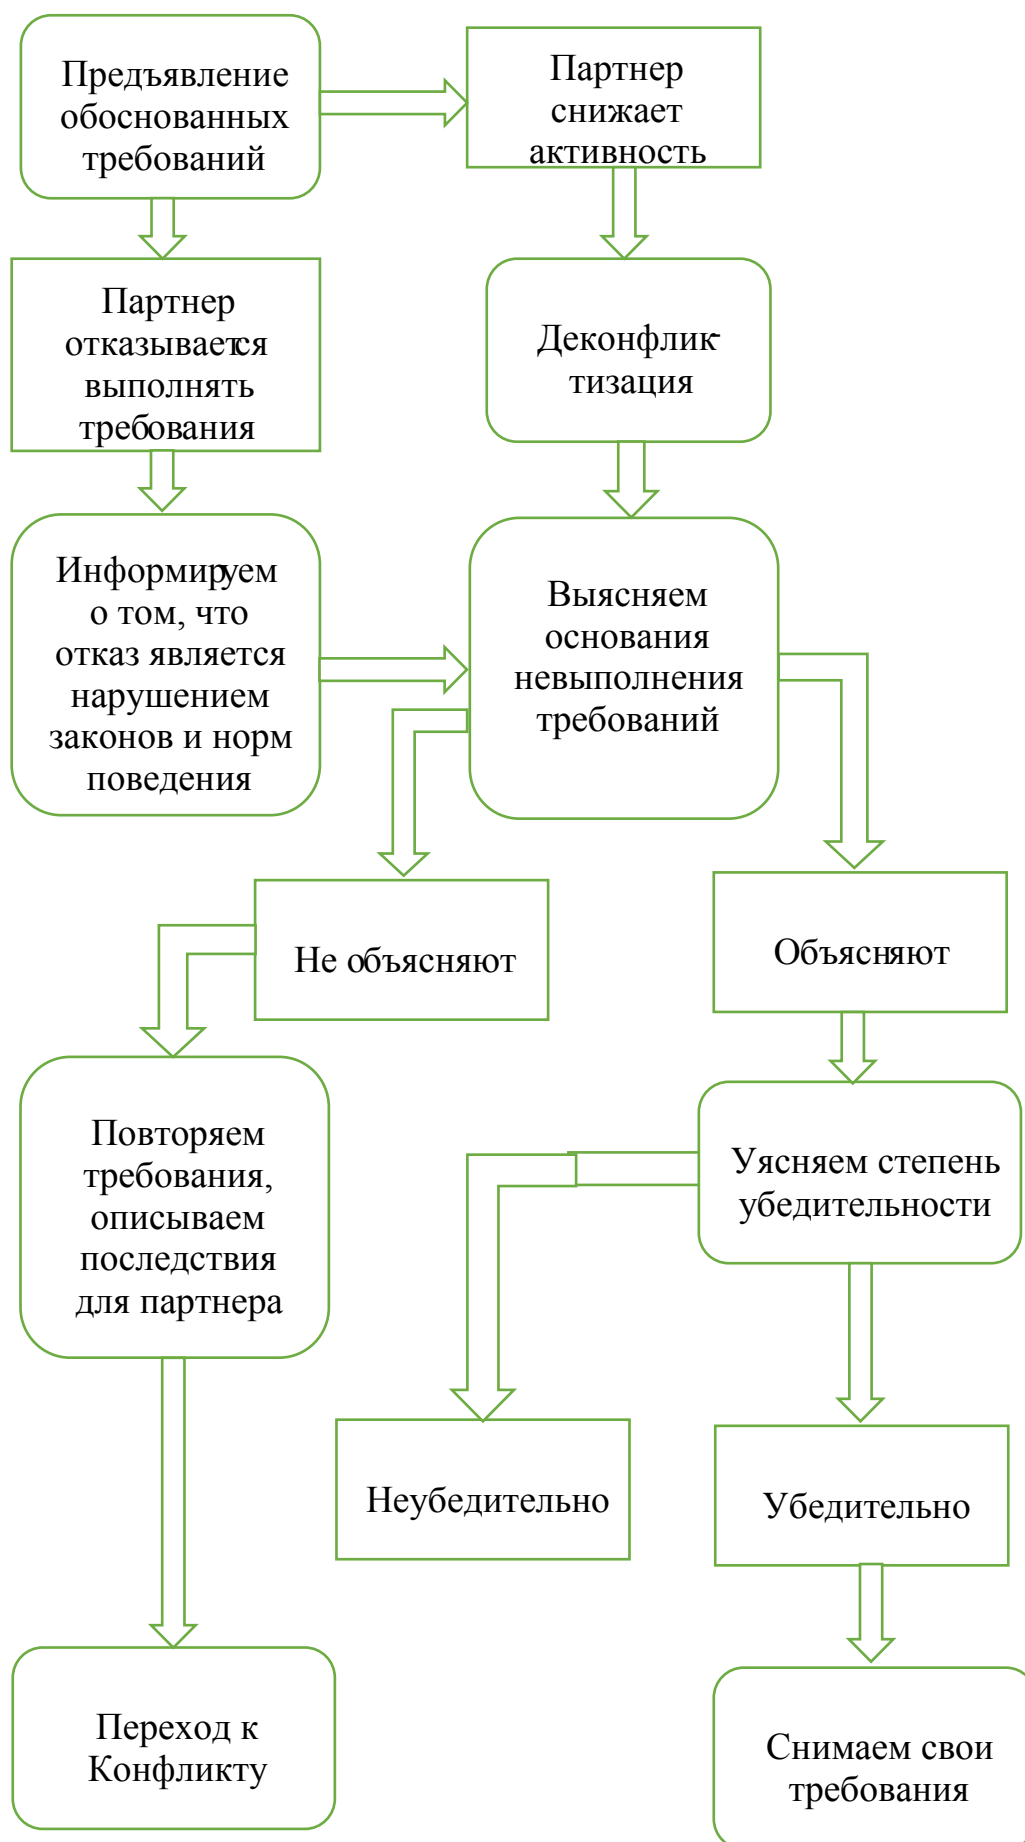 Предъявление
обоснованных
требований
Партнер
снижает
активность
Партнер
отказывается
выполнять
требования
Деконфлик-
тизация
Информируем
о том, что
отказ является
нарушением
законов и норм
поведения
Выясняем
основания
невыполнения
требований
Не объясняют
Объясняют
Повторяем
требования,
описываем
последствия
для партнера
Уясняем степень
убедительности
Неубедительно
Убедительно
Переход к
Конфликту
Снимаем свои
требования